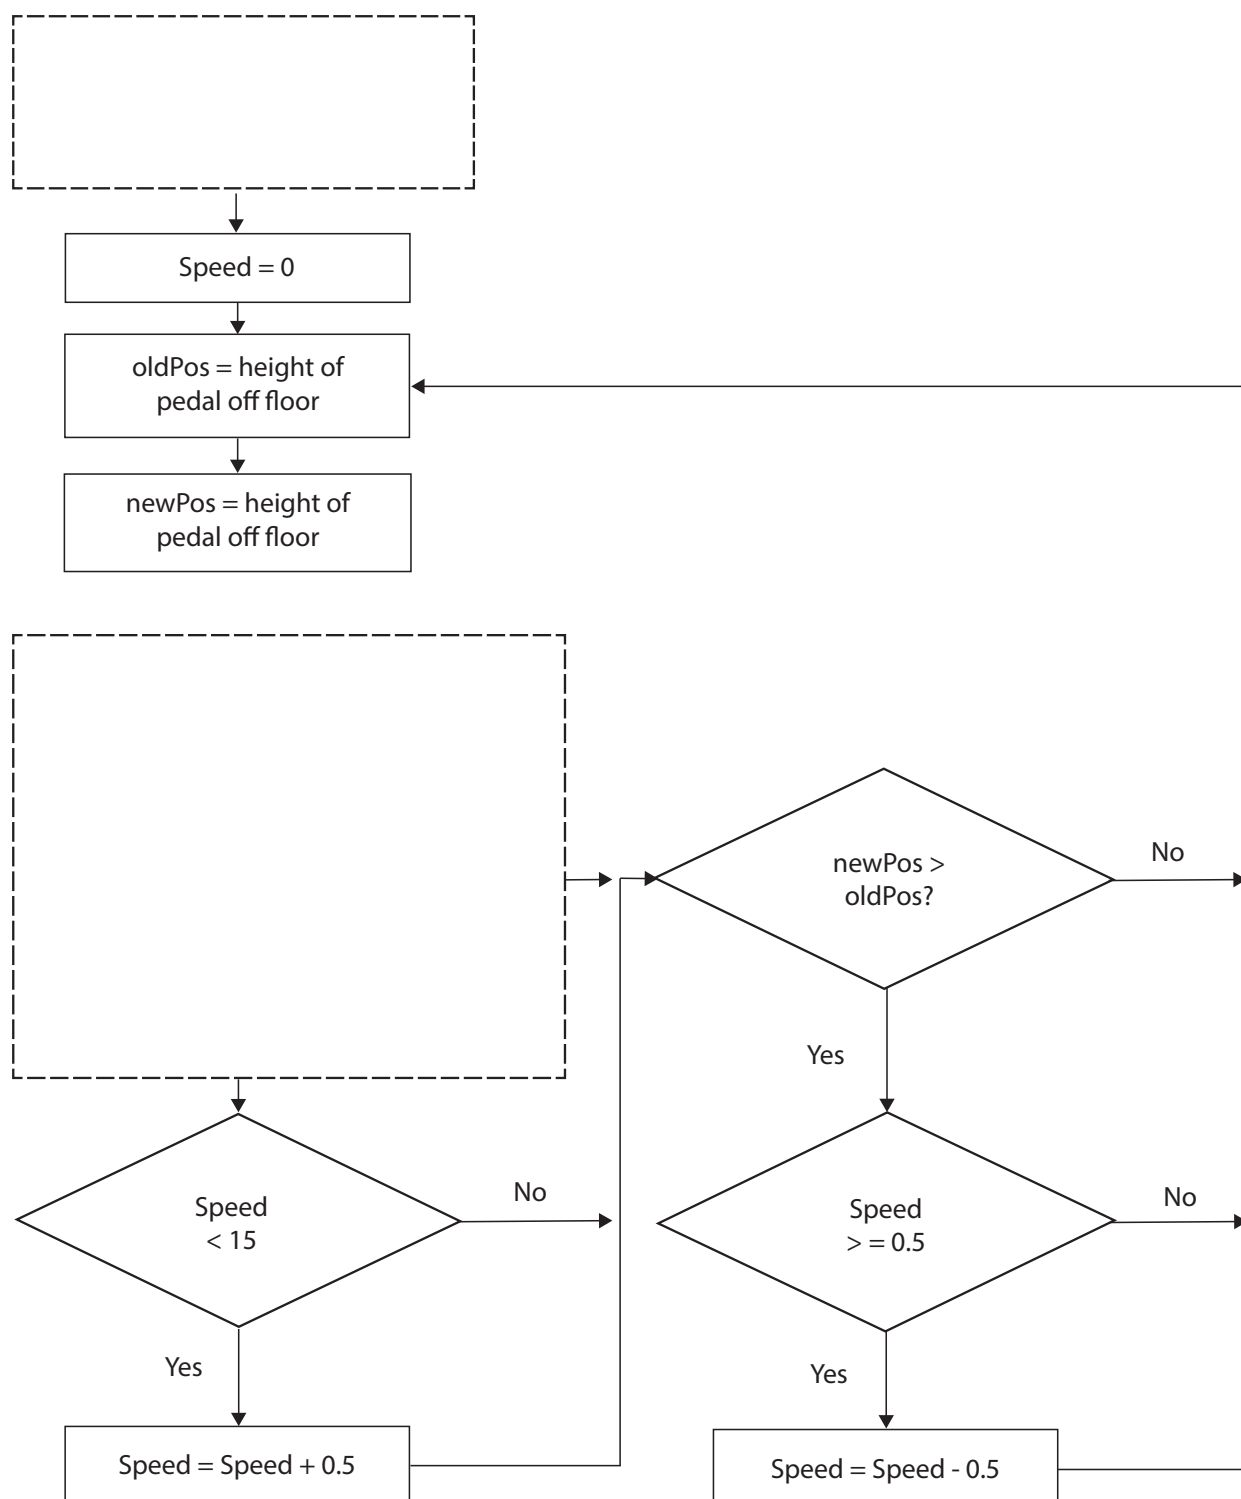 Speed = 0
oldPos = height of
pedal off floor
newPos = height of
pedal off floor
newPos >
oldPos?
No
Yes
Speed
< 15
No
Yes
Speed = Speed + 0.5
Speed
> = 0.5
No
Yes
Speed = Speed - 0.5